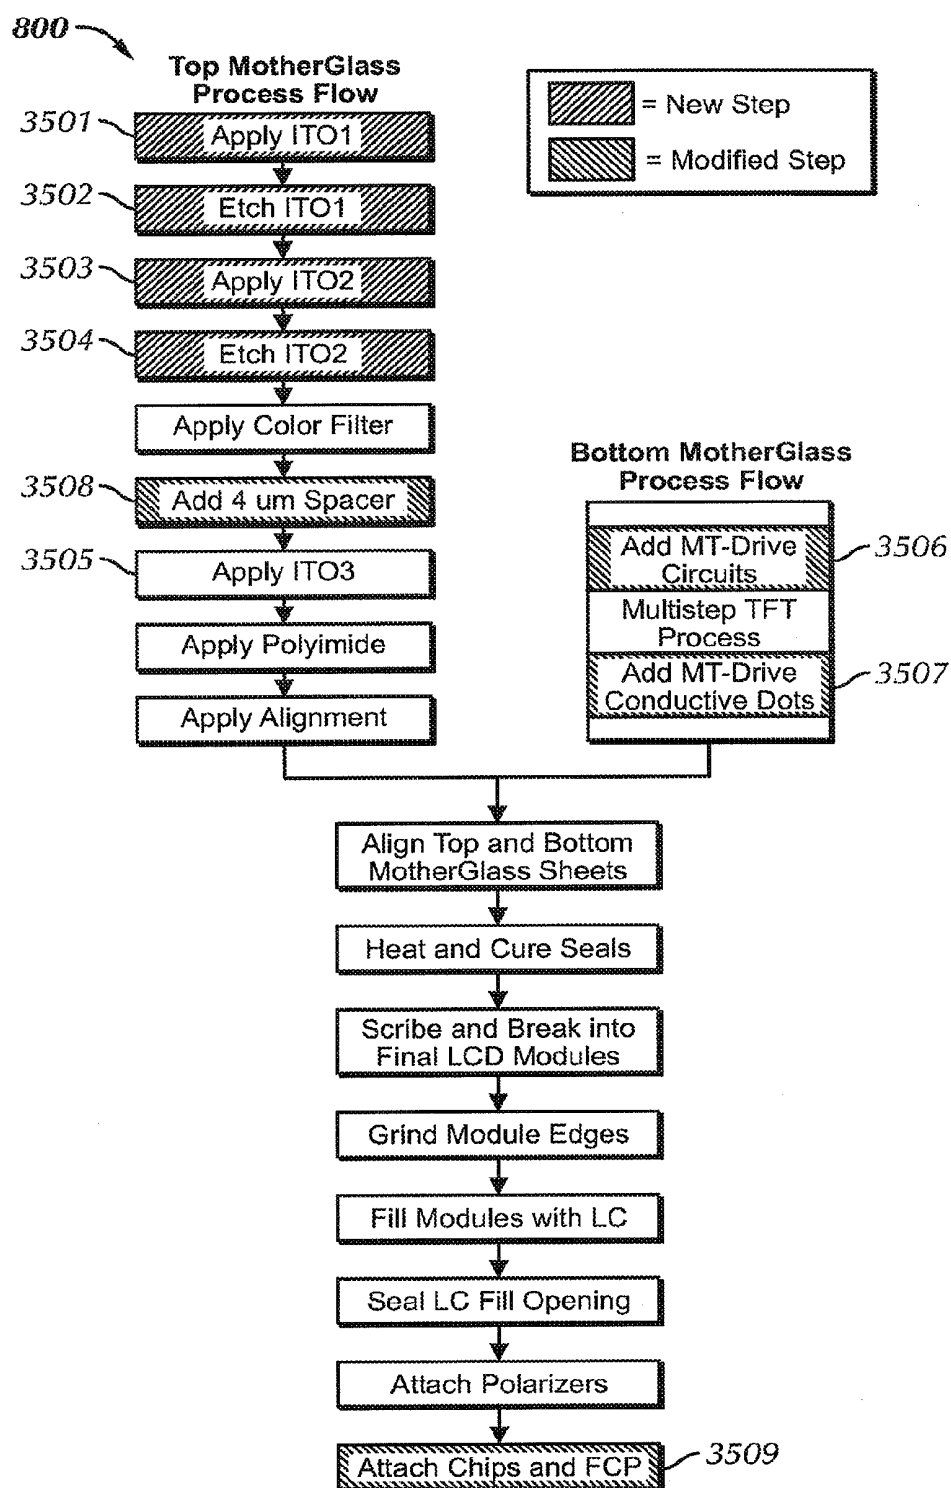 800
Top MotherGlass
Process Flow
= New Step
= Modified Step
3501
Apply ITO1
3502
Etch ITO1
3503
Apply ITO2
3504
Etch ITO2
Apply Color Filter
3508
Add 4 um Spacer
3505
Apply ITO3
Apply Polyimide
Apply Alignment
Bottom MotherGlass
Process Flow
Add MT-Drive
Circuits
3506
Multistep TFT
Process
Add MT-Drive
Conductive Dots
3507
Align Top and Bottom
MotherGlass Sheets
Heat and Cure Seals
Scribe and Break into
Final LCD Modules
Grind Module Edges
Fill Modules with LC
Seal LC Fill Opening
Attach Polarizers
Attach Chips and FCP
3509